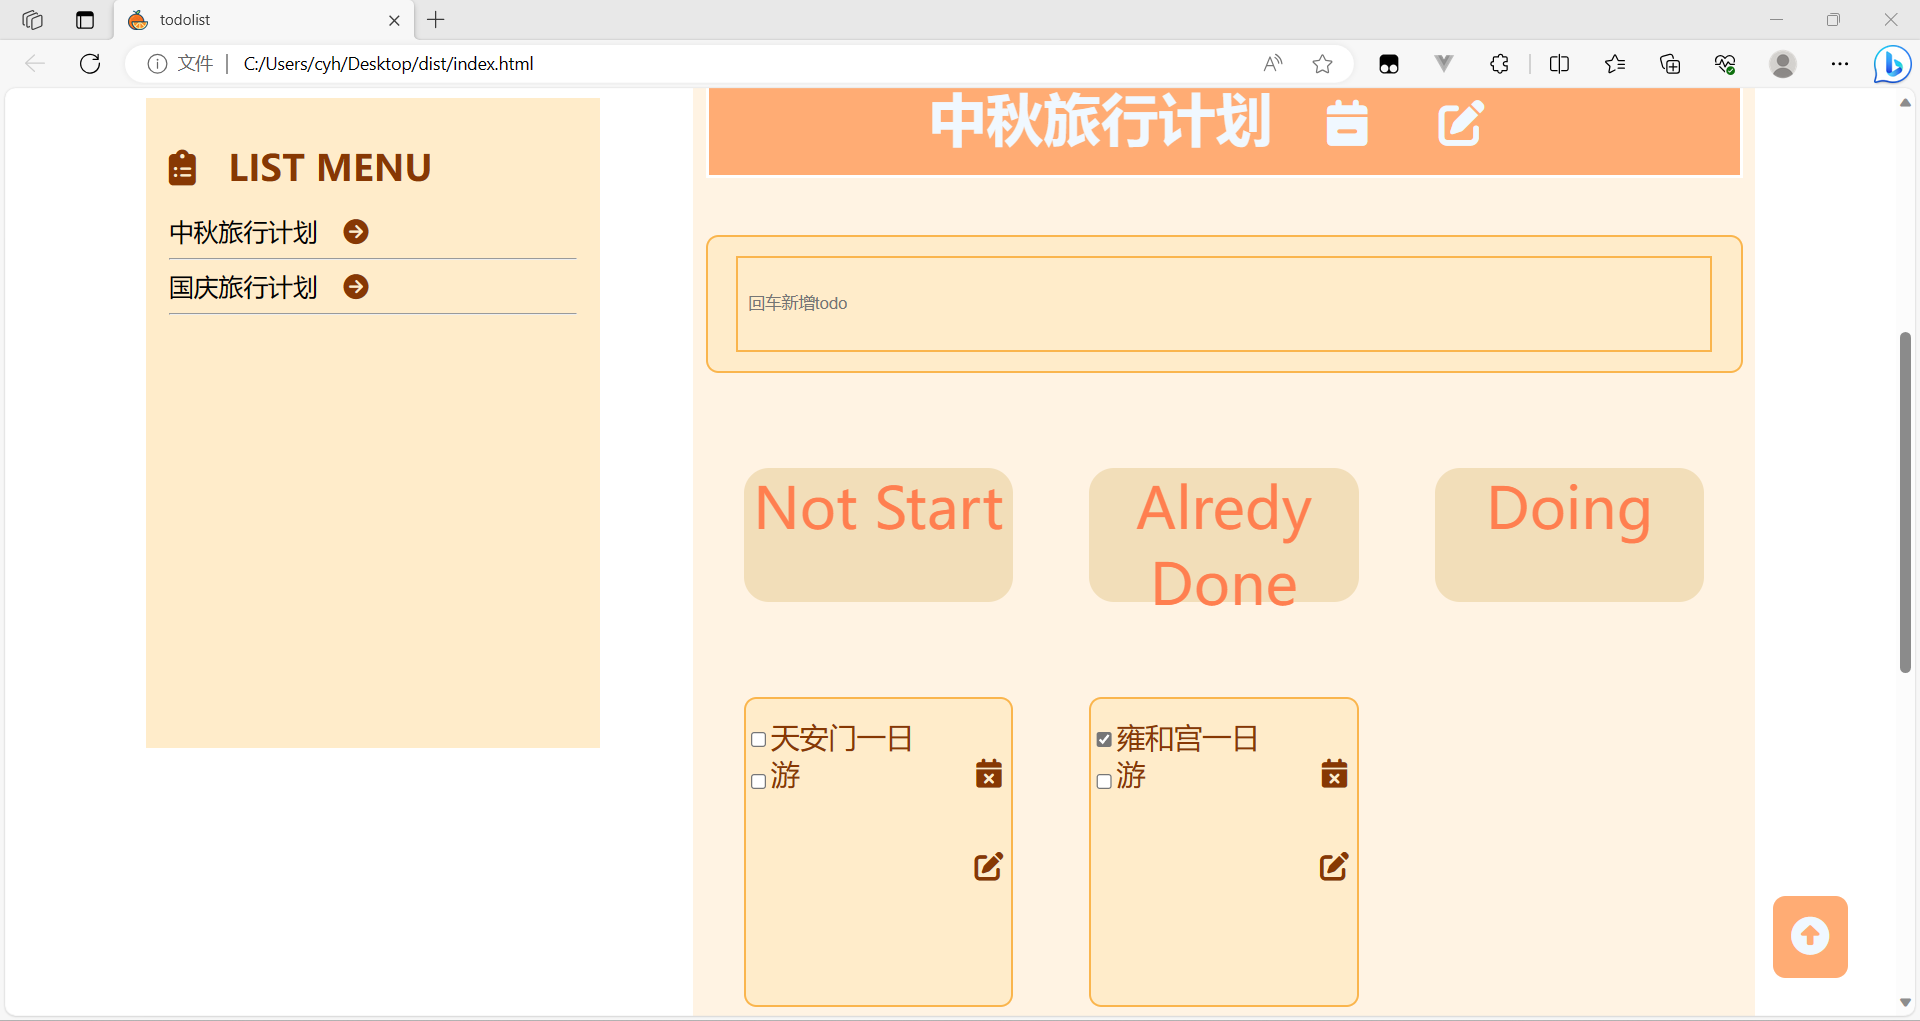 todolist
文件
C:/Users/cyh/Desktop/dist/index.html
中秋旅行计划
LIST MENU
中秋旅行计划
国庆旅行计划
回车新增todo
Not Start
Alredy
Done
Doing
天安门一日
游
雍和宫一日
游